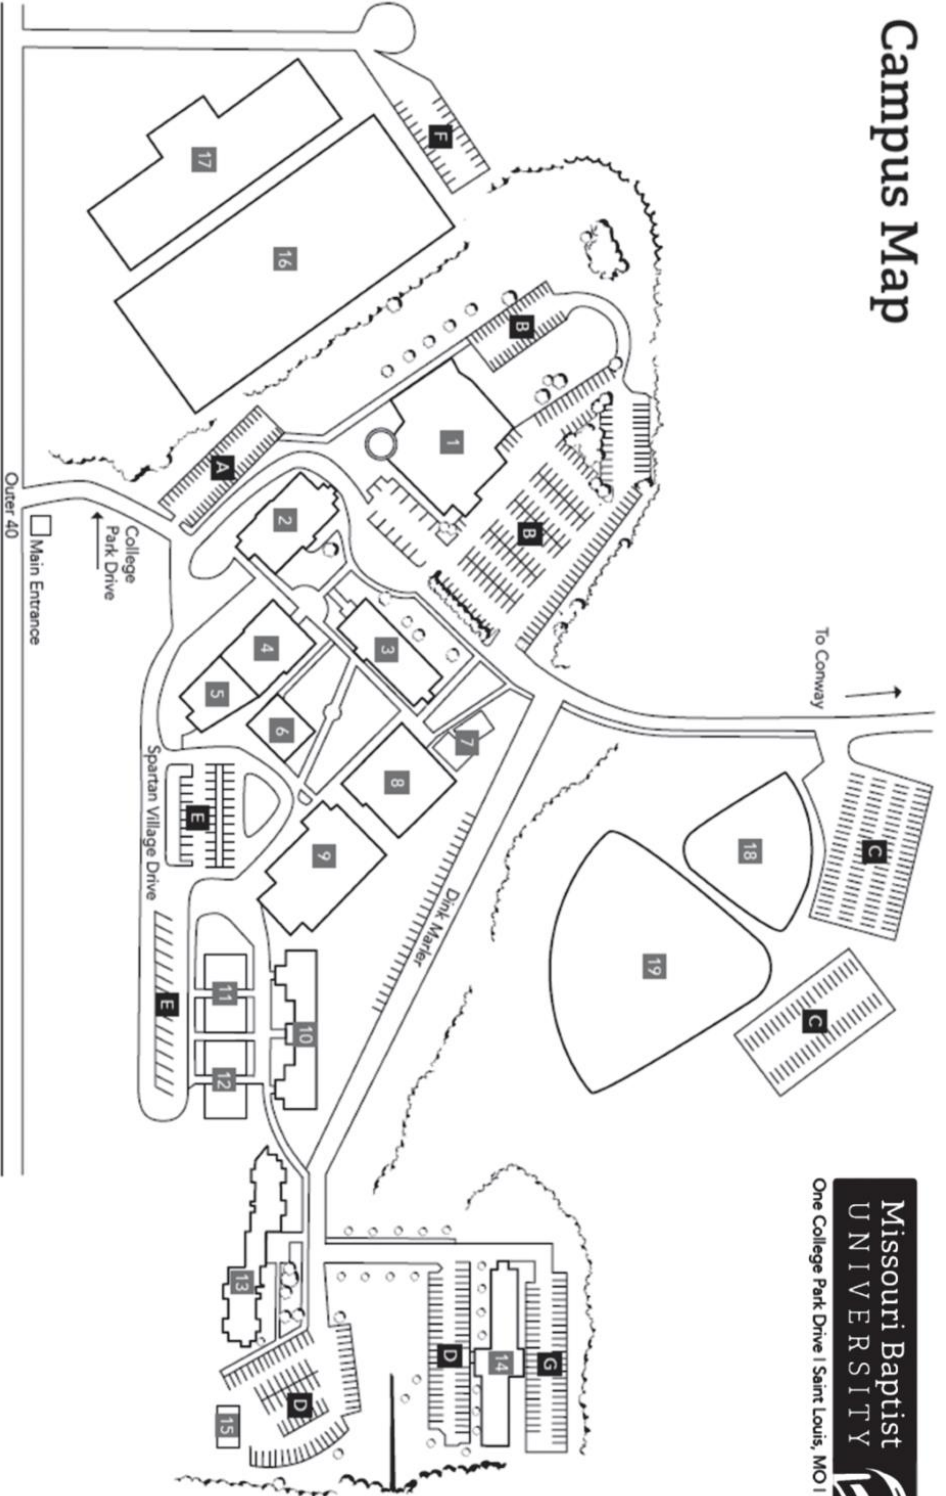 Campus Map
Missouri Baptist
UNIVERSITY
One College Park Drive | Saint Louis, MO |
To Conway
C
C
18
19
F
B
B
1
16
17
A
2
3
4
5
6
7
8
9
Dink Marler
10
11
12
E
E
13
14
15
D
D
G
College
Park Drive
Spartan Village Drive
Main Entrance
Outer 40